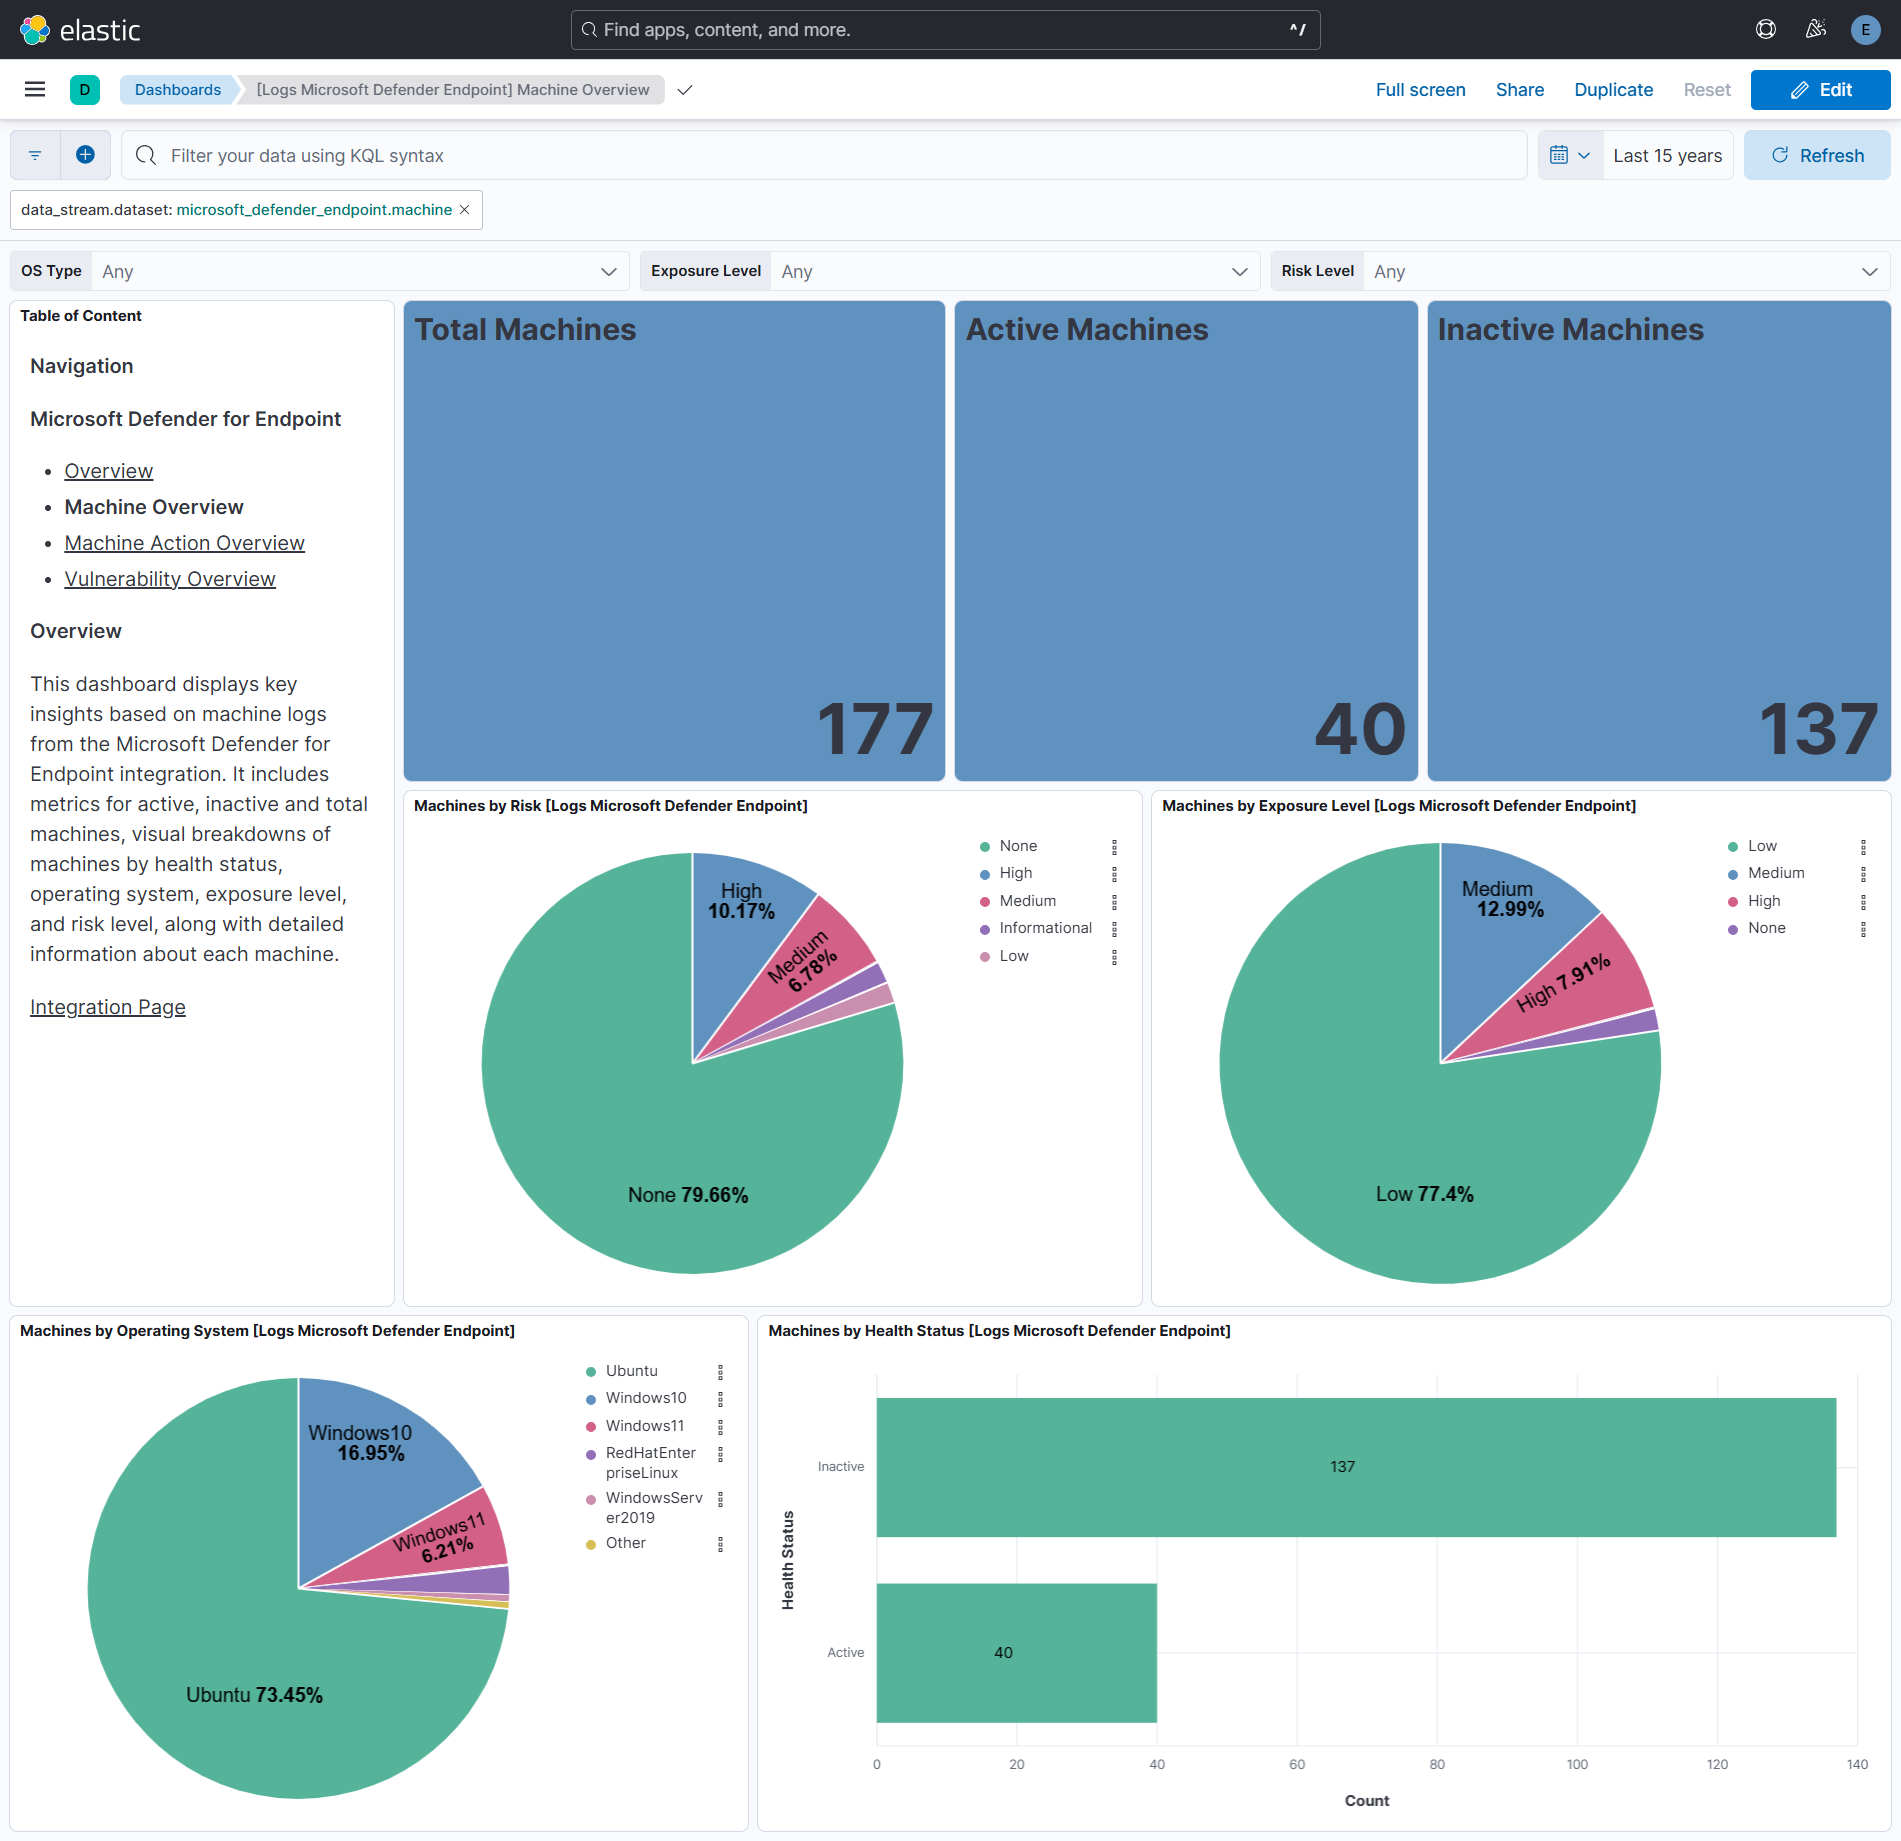 elastic
Find apps, content, and more.
^/
E
D
Dashboards
[Logs Microsoft Defender Endpoint] Machine Overview
Full screen
Share
Duplicate
Reset
Edit
Filter your data using KQL syntax
Last 15 years
Refresh
data_stream.dataset: microsoft_defender_endpoint.machine
OS Type
Any
Exposure Level
Any
Risk Level
Any
Table of Content
Navigation
Microsoft Defender for Endpoint
• Overview
• Machine Overview
• Machine Action Overview
• Vulnerability Overview
Overview
This dashboard displays key
insights based on machine logs
from the Microsoft Defender for
Endpoint integration. It includes
metrics for active, inactive and total
machines, visual breakdowns of
machines by health status,
operating system, exposure level,
and risk level, along with detailed
information about each machine.
Integration Page
Total Machines
177
Active Machines
40
Inactive Machines
137
Machines by Risk [Logs Microsoft Defender Endpoint]
High
10.17%
Medium
6.78%
None 79.66%
None
High
Medium
Informational
Low
Machines by Exposure Level [Logs Microsoft Defender Endpoint]
Medium
12.99%
High 7.91%
Low 77.4%
Low
Medium
High
None
Machines by Operating System [Logs Microsoft Defender Endpoint]
Windows10
16.95%
Windows11
6.21%
Ubuntu 73.45%
Ubuntu
Windows10
Windows11
RedHatEnter
priseLinux
WindowsServ
er2019
Other
Machines by Health Status [Logs Microsoft Defender Endpoint]
Health Status
Inactive
137
Active
40
0
20
40
60
80
100
120
140
Count